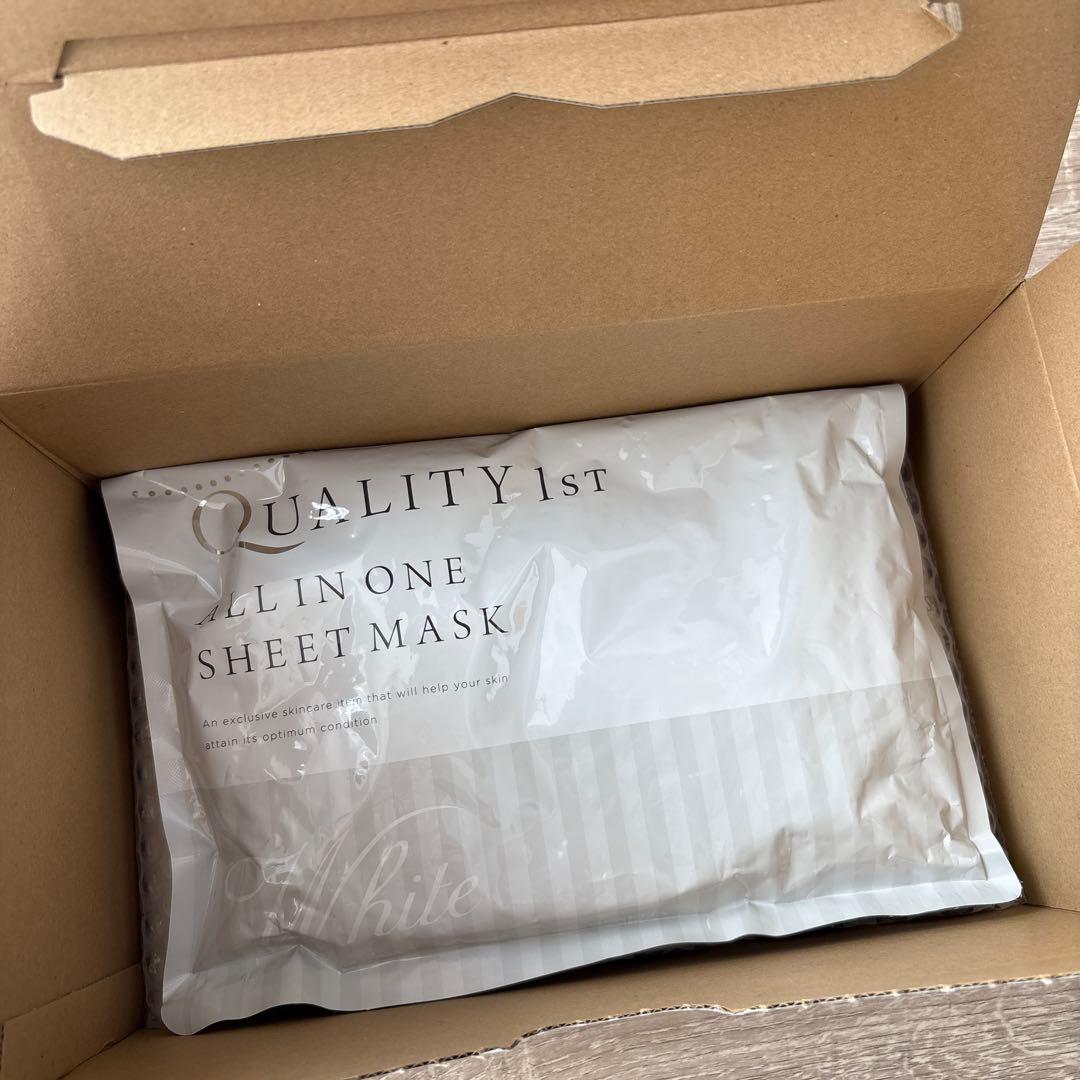 QUALITY 1ST
ALL IN ONE
SHEET MASK
An exclusive skincare item that will help your skin
attain its optimum condition
White